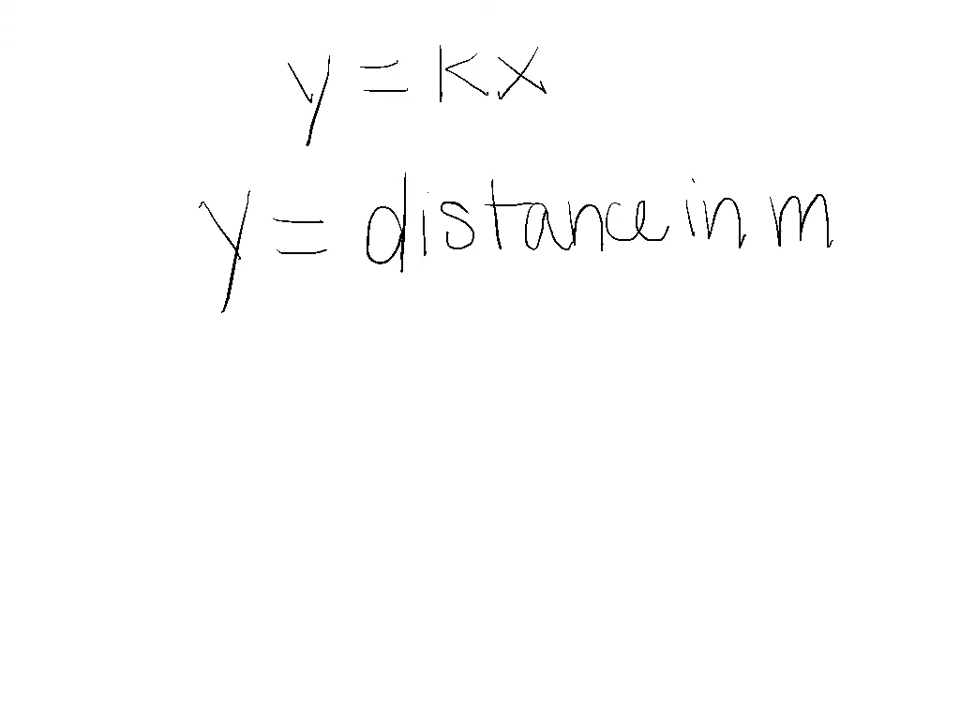 y = kx
y = distance in m